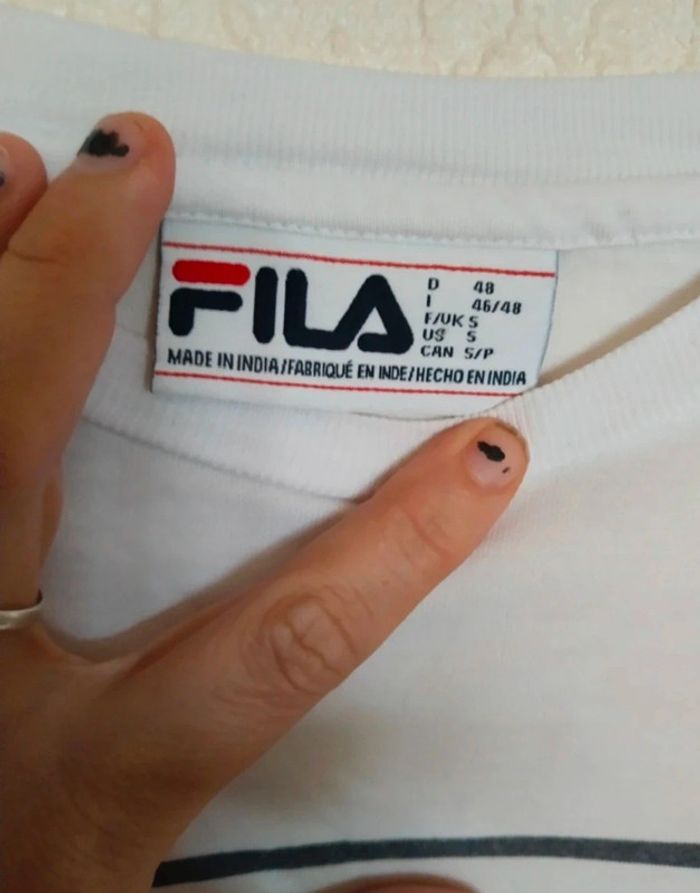 FILA
D 48
I 46/48
F/UK S
US S
CAN S/P
MADE IN INDIA/FABRIQUÉ EN INDE/HECHO EN INDIA